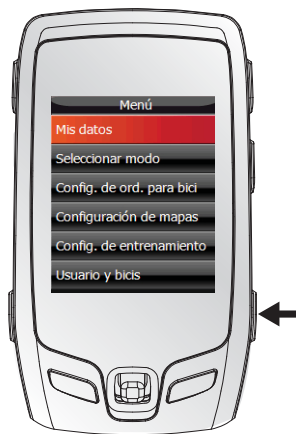 Menú
Mis datos
Seleccionar modo
Config. de ord. para bici
Configuración de mapas
Config. de entrenamiento
Usuario y bicis